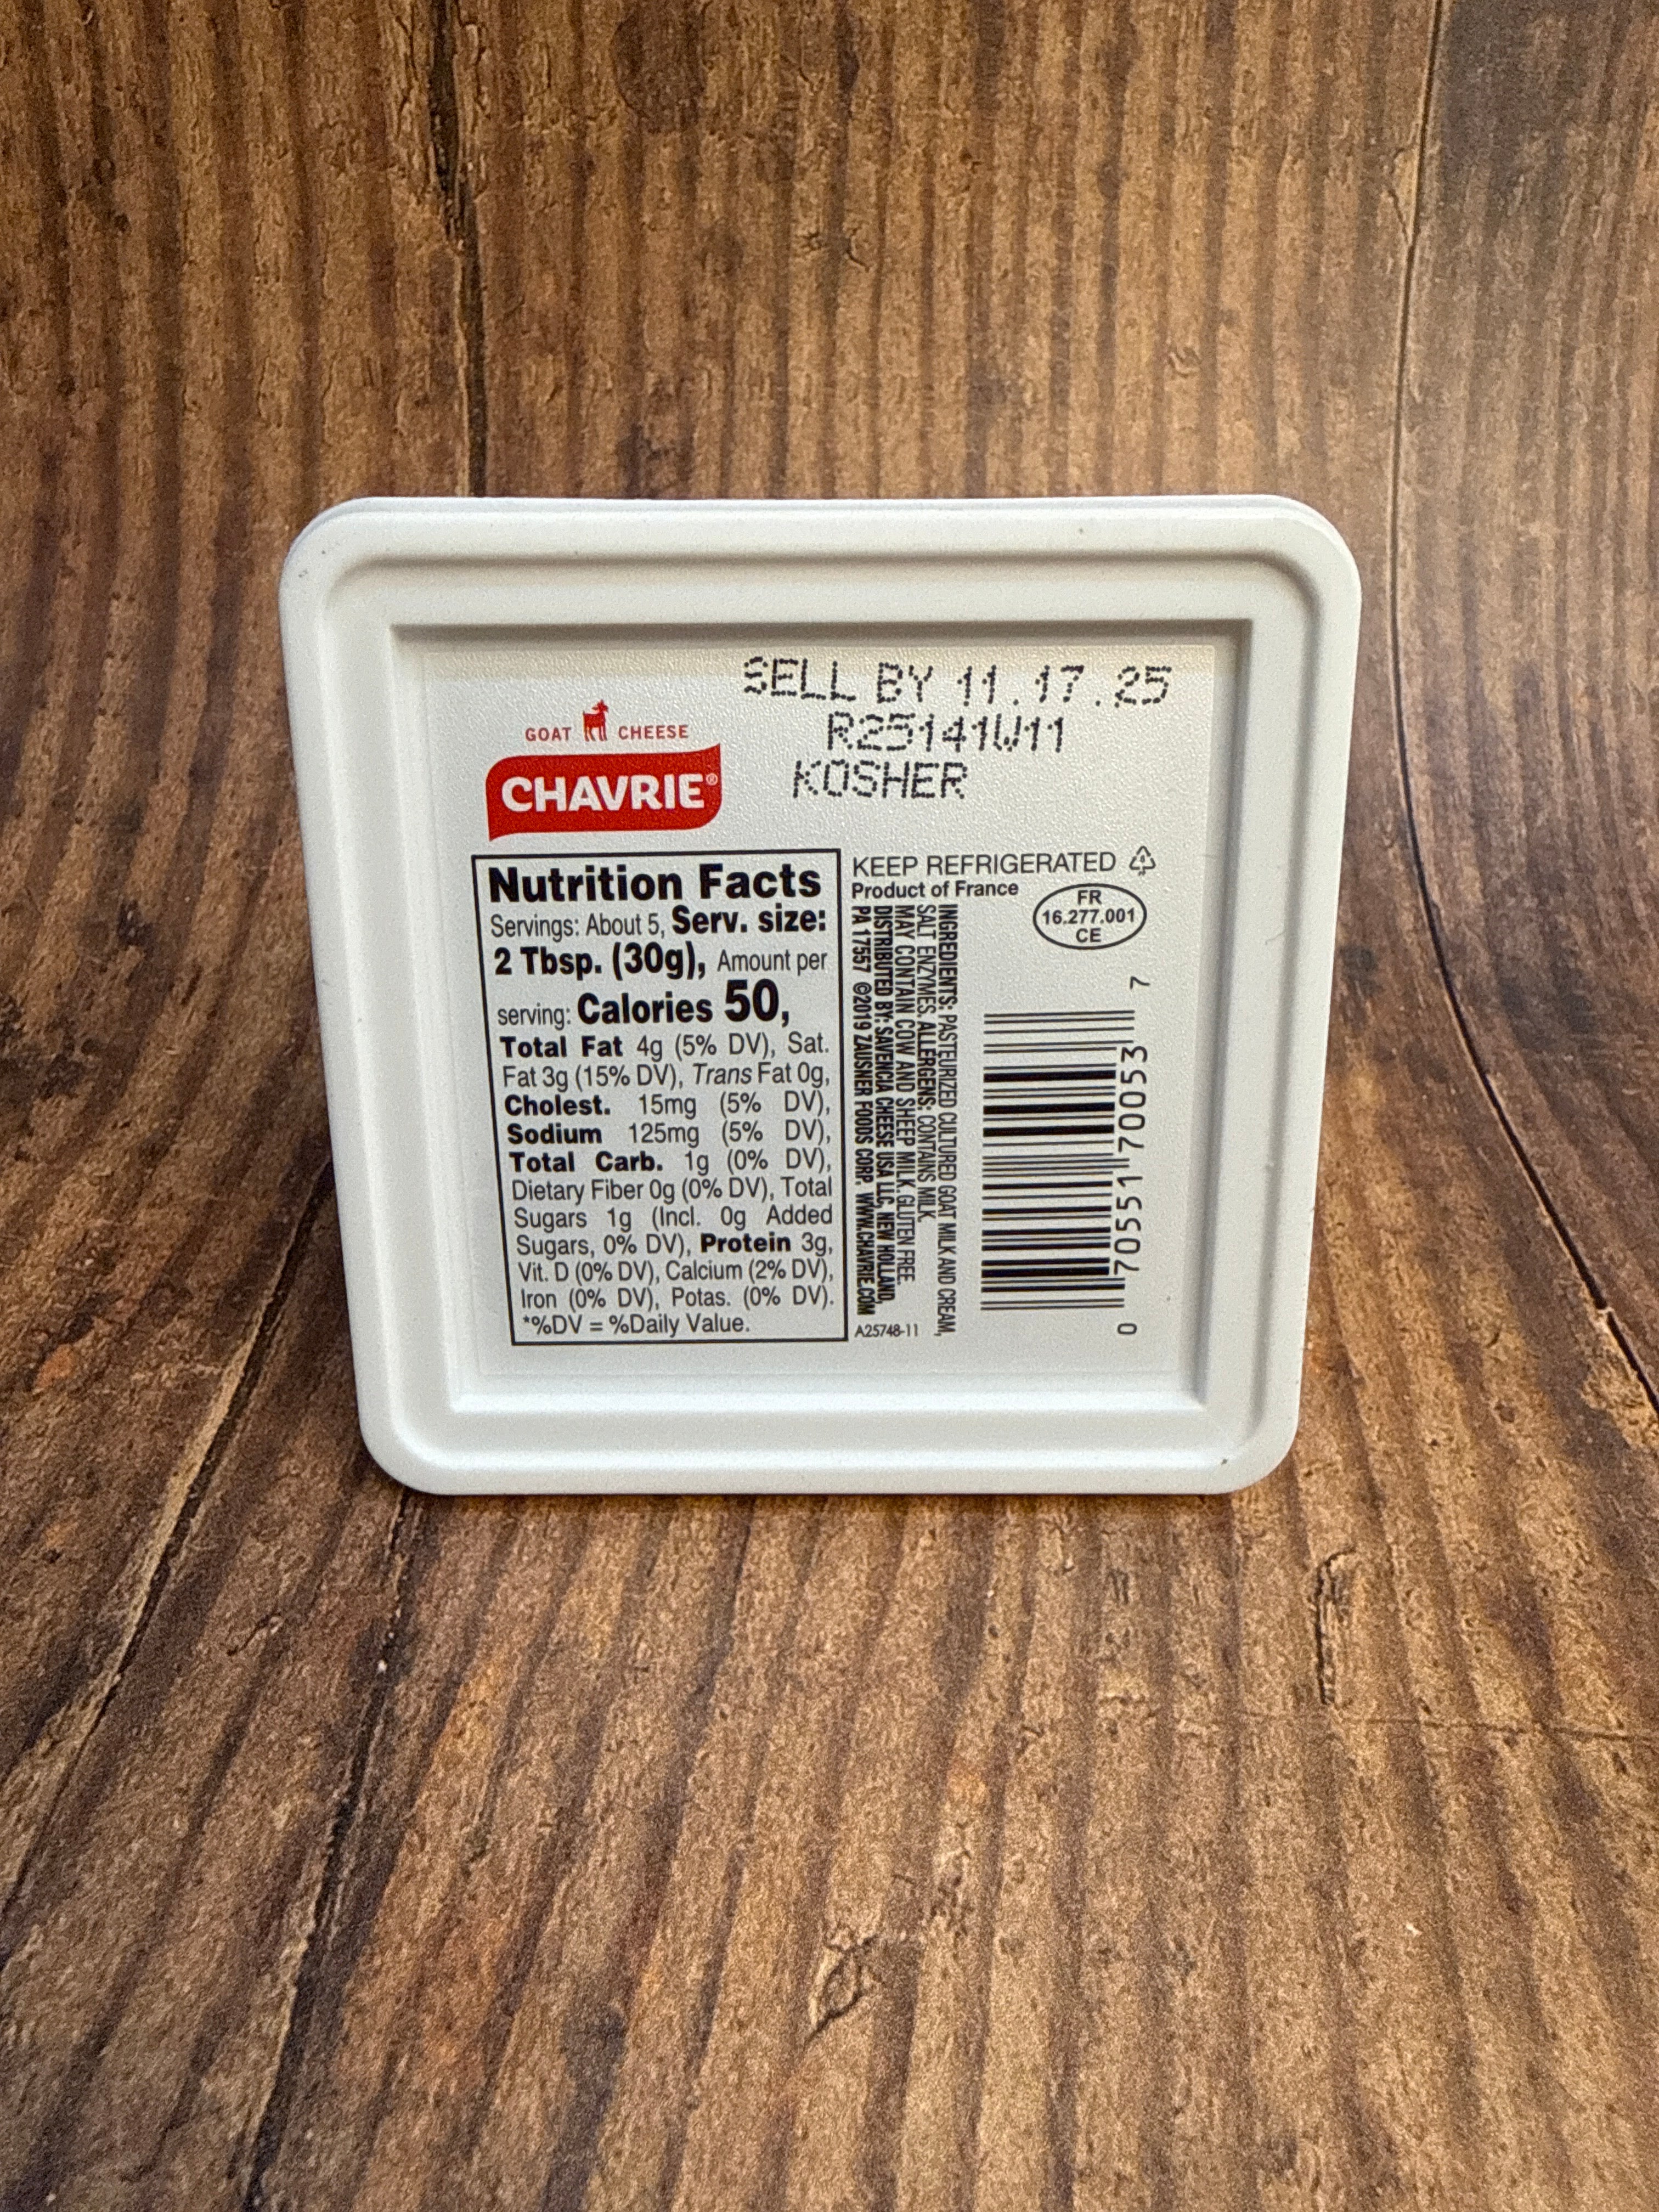 SELL BY 11.17.25
R25141W11
KOSHER
GOAT CHEESE
CHAVRIE®
Nutrition Facts
Servings: About 5, Serv. size:
2 Tbsp. (30g), Amount per
serving: Calories 50,
Total Fat 4g (5% DV), Sat.
Fat 3g (15% DV), Trans Fat 0g,
Cholest. 15mg (5% DV),
Sodium 125mg (5% DV),
Total Carb. 1g (0% DV),
Dietary Fiber 0g (0% DV), Total
Sugars 1g (Incl. 0g Added
Sugars, 0% DV), Protein 3g,
Vit. D (0% DV), Calcium (2% DV),
Iron (0% DV), Potas. (0% DV).
*%DV = %Daily Value.
KEEP REFRIGERATED
Product of France
FR
16.277.001
CE
INGREDIENTS: PASTEURIZED CULTURED GOAT MILK AND CREAM,
SALT, ENZYMES. ALLERGENS: CONTAINS MILK.
MAY CONTAIN COW AND SHEEP MILK. GLUTEN FREE.
DISTRIBUTED BY: SAVENCIA CHEESE USA LLC, NEW HOLLAND,
PA 17557 ©2019 ZAUSNER FOODS CORP. WWW.CHAVRIE.COM
A25748-11
0 70551 70053 7